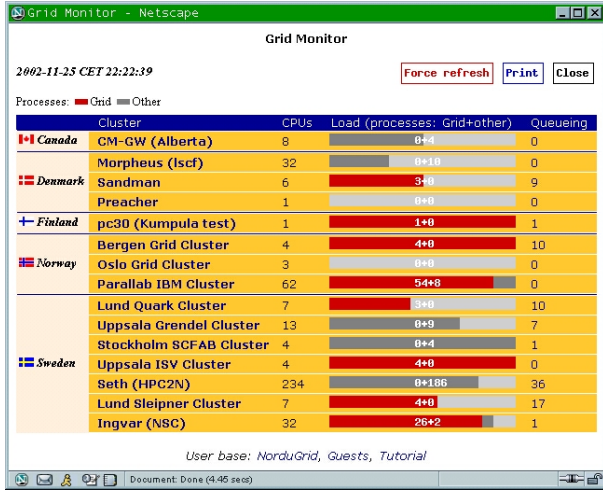 Grid Monitor - Netscape
Grid Monitor
2002-11-25 CET 22:22:39
Force refresh Print Close
Processes: Grid Other
Cluster CPUs Load (processes: Grid+other) Queueing
Canada CM-GW (Alberta) 8 0+4 0
Morpheus (lscf) 32 0+10 0
Denmark Sandman 6 3+0 9
Preacher 1 0+0 0
Finland pc30 (Kumpula test) 1 1+0 1
Bergen Grid Cluster 4 4+0 10
Norway Oslo Grid Cluster 3 0+0 0
Parallab IBM Cluster 62 54+8 0
Lund Quark Cluster 7 3+0 10
Uppsala Grendel Cluster 13 0+9 7
Stockholm SCFAB Cluster 4 0+4 1
Sweden Uppsala ISV Cluster 4 4+0 0
Seth (HPC2N) 234 0+186 36
Lund Sleipner Cluster 7 4+0 17
Ingvar (NSC) 32 26+2 1
User base: NorduGrid, Guests, Tutorial
Document: Done (4.45 secs)